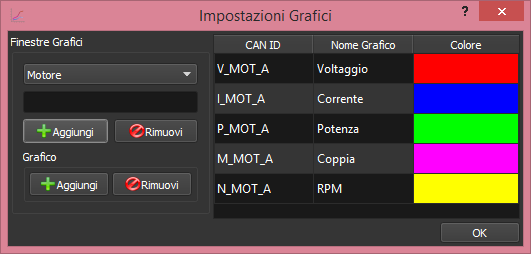 Impostazioni Grafici
?
Finestre Grafici
Motore
Aggiungi Rimuovi
Grafico
Aggiungi Rimuovi
CAN ID Nome Grafico Colore
V_MOT_A Voltaggio
I_MOT_A Corrente
P_MOT_A Potenza
M_MOT_A Coppia
N_MOT_A RPM
OK